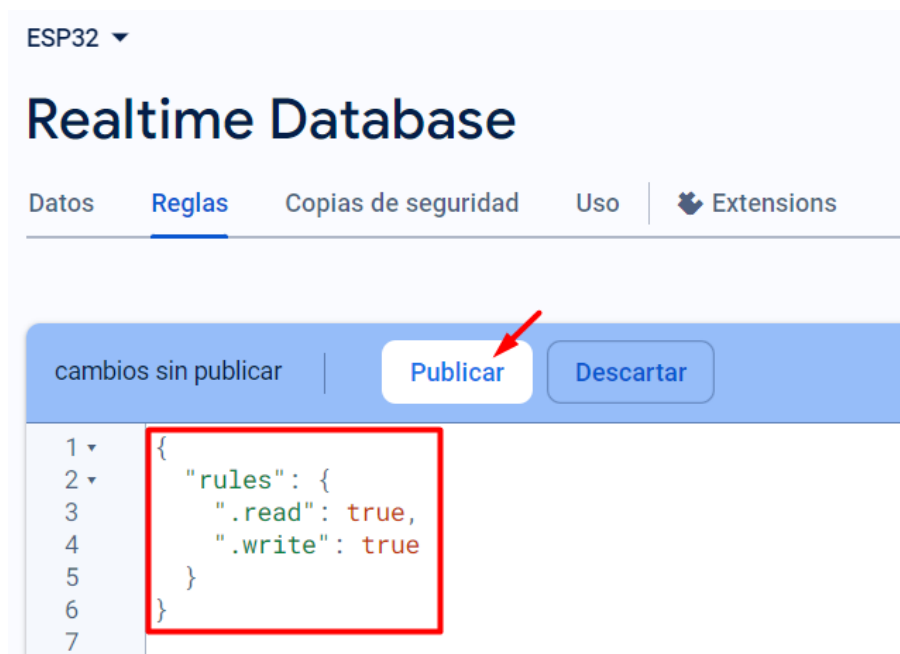 ESP32
Realtime Database
Datos Reglas Copias de seguridad Uso Extensions
cambios sin publicar Publicar Descartar
1 {
2 "rules": {
3 ".read": true,
4 ".write": true
5 }
6 }
7